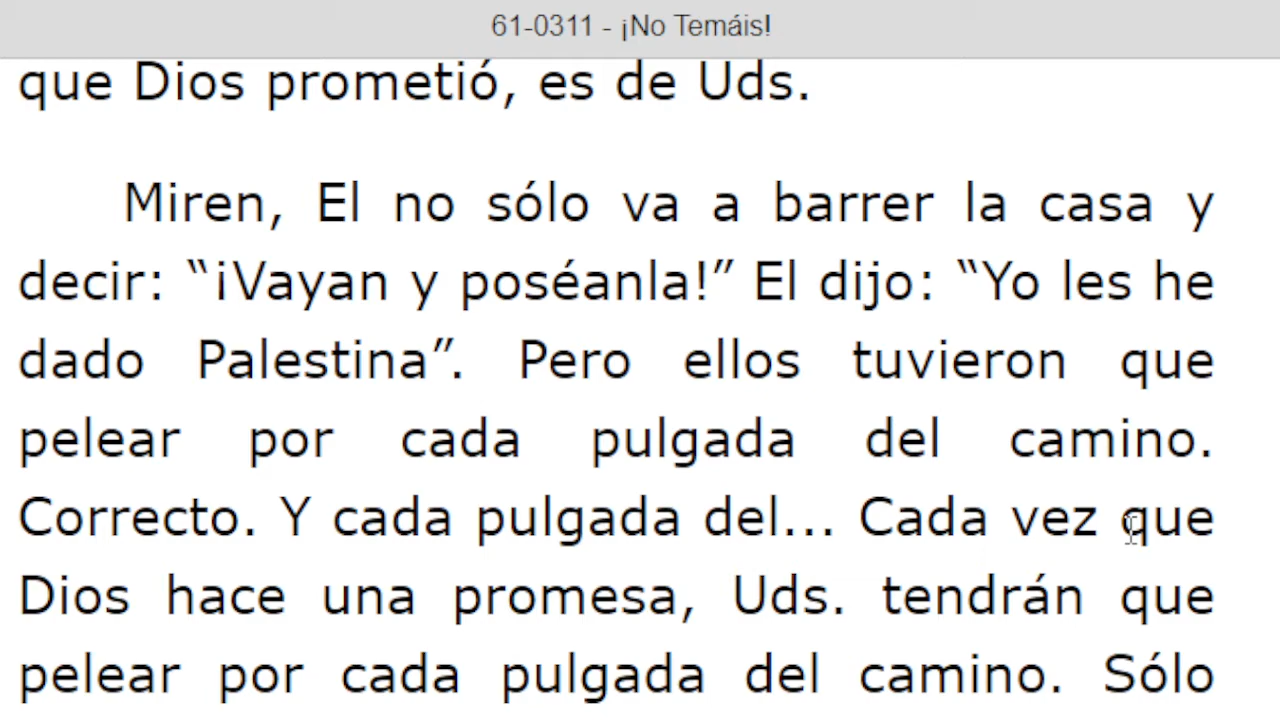 61-0311 - ¡No Temáis!
que Dios prometió, es de Uds.
Miren, El no sólo va a barrer la casa y
decir: “¡Vayan y poséanla!” El dijo: “Yo les he
dado Palestina”. Pero ellos tuvieron que
pelear por cada pulgada del camino.
Correcto. Y cada pulgada del... Cada vez que
Dios hace una promesa, Uds. tendrán que
pelear por cada pulgada del camino. Sólo